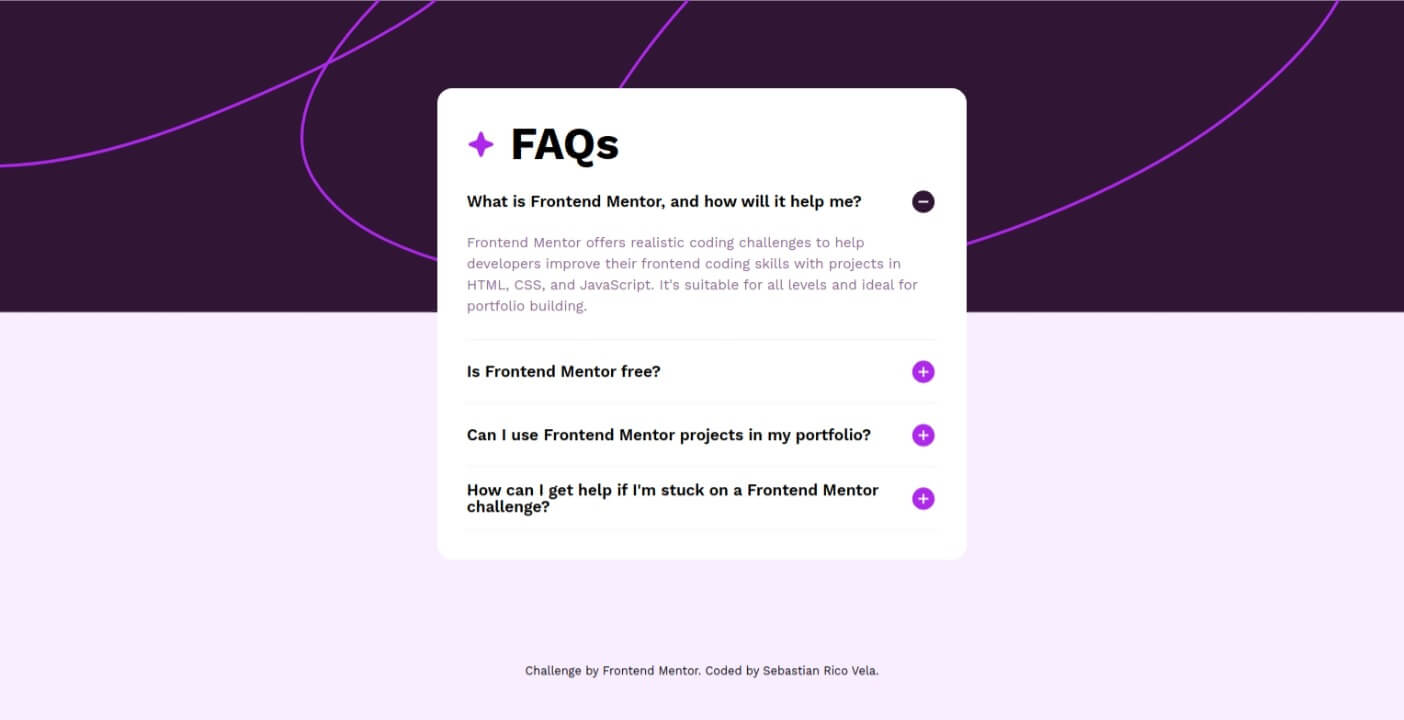 FAQs
What is Frontend Mentor, and how will it help me?
Frontend Mentor offers realistic coding challenges to help
developers improve their frontend coding skills with projects in
HTML, CSS, and JavaScript. It's suitable for all levels and ideal for
portfolio building.
Is Frontend Mentor free?
Can I use Frontend Mentor projects in my portfolio?
How can I get help if I'm stuck on a Frontend Mentor
challenge?
Challenge by Frontend Mentor. Coded by Sebastian Rico Vela.